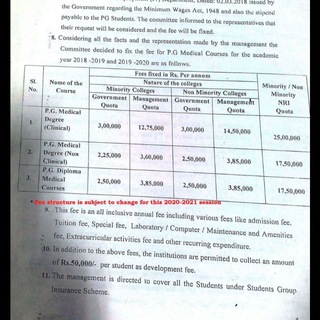 Dated: 02.03.2018 issued by
the Government regarding the Minimum Wages Act, 1948 and also the stipend
payable to the PG Students. The committee informed to the representatives that
their request will be considered and the fee will be fixed.
8. Considering all the facts and the representation made by the management the
Committee decided to fix the fee for P.G Medical Courses for the academic
year 2018 -2019 and 2019 -2020 are as follows.
Fees fixed in Rs. Per annum
Sl. No. Name of the Course Nature of the colleges Minority / Non Minority NRI Quota
Minority Colleges Non Minority Colleges
Government Quota Management Quota Government Quota Management Quota
1. P.G. Medical Degree (Clinical) 3,00,000 12,75,000 3,00,000 14,50,000 25,00,000
2. P.G. Medical Degree (Non Clinical) 2,25,000 3,60,000 2,50,000 3,85,000 17,50,000
3. P.G. Diploma Medical Courses 2,50,000 3,85,000 2,50,000 3,85,000 17,50,000
* Fee structure is subject to change for this 2020-2021 session
9. This fee is an all inclusive annual fee including various fees like admission fee,
Tuition fee, Special fee, Laboratory / Computer / Maintenance and Amenities
fee, Extracurricular activities fee and other recurring expenditure.
10. In addition to the above fees, the institutions are permitted to collect an amount
of Rs.50,000/- per student as development fee.
11. The management is directed to cover all the Students under Students Group
Insurance Scheme.